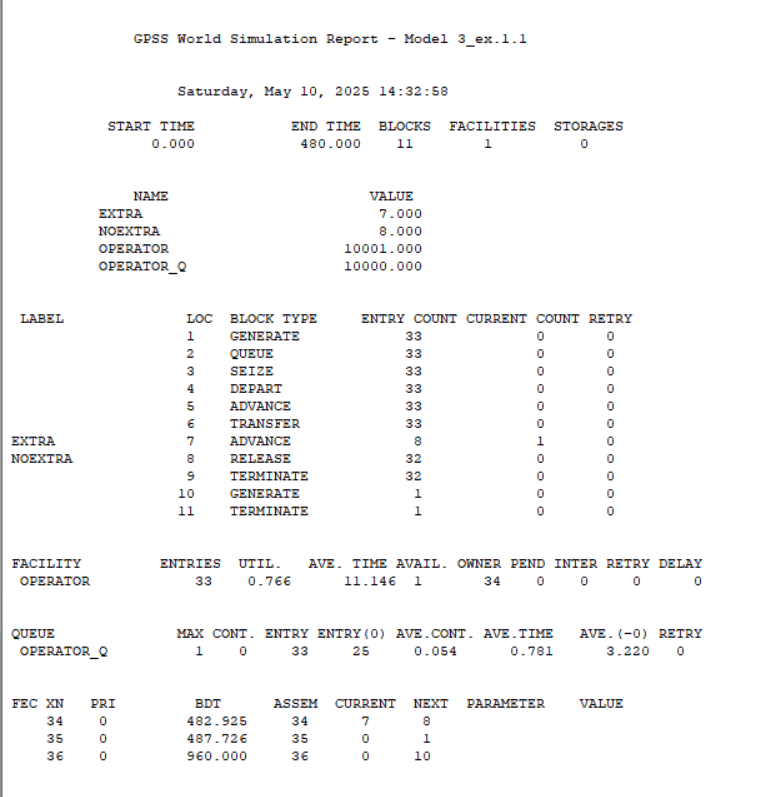 GPSS World Simulation Report - Model 3_ex.1.1
Saturday, May 10, 2025 14:32:58
START TIME END TIME BLOCKS FACILITIES STORAGES
0.000 480.000 11 1 0
NAME VALUE
EXTRA 7.000
NOEXTRA 8.000
OPERATOR 10001.000
OPERATOR_Q 10000.000
LABEL LOC BLOCK TYPE ENTRY COUNT CURRENT COUNT RETRY
1 GENERATE 33 0 0
2 QUEUE 33 0 0
3 SEIZE 33 0 0
4 DEPART 33 0 0
5 ADVANCE 33 0 0
6 TRANSFER 33 0 0
EXTRA 7 ADVANCE 8 1 0
NOEXTRA 8 RELEASE 32 0 0
9 TERMINATE 32 0 0
10 GENERATE 1 0 0
11 TERMINATE 1 0 0
FACILITY ENTRIES UTIL. AVE. TIME AVAIL. OWNER PEND INTER RETRY DELAY
OPERATOR 33 0.766 11.146 1 34 0 0 0 0
QUEUE MAX CONT. ENTRY ENTRY(0) AVE.CONT. AVE.TIME AVE.(-0) RETRY
OPERATOR_Q 1 0 33 25 0.054 0.781 3.220 0
FEC XN PRI BDT ASSEM CURRENT NEXT PARAMETER VALUE
34 0 482.925 34 7 8
35 0 487.726 35 0 1
36 0 960.000 36 0 10